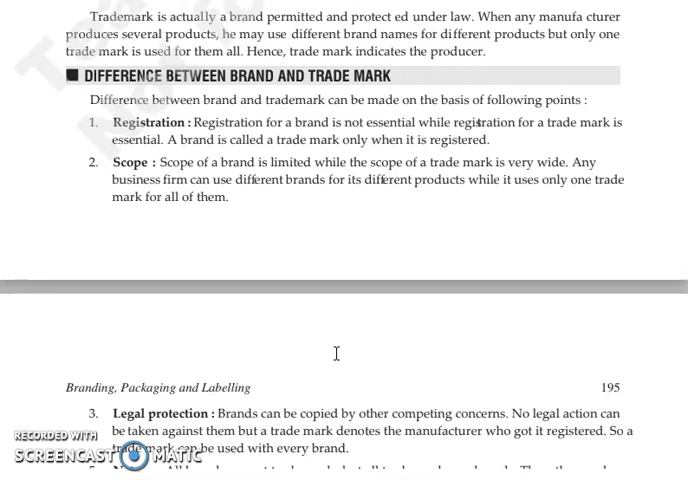 Trademark is actually a brand permitted and protect ed under law. When any manufa cturer
produces several products, he may use different brand names for different products but only one
trade mark is used for them all. Hence, trade mark indicates the producer.
DIFFERENCE BETWEEN BRAND AND TRADE MARK
Difference between brand and trademark can be made on the basis of following points :
1. Registration : Registration for a brand is not essential while registration for a trade mark is
essential. A brand is called a trade mark only when it is registered.
2. Scope : Scope of a brand is limited while the scope of a trade mark is very wide. Any
business firm can use different brands for its different products while it uses only one trade
mark for all of them.
Branding, Packaging and Labelling 195
3. Legal protection : Brands can be copied by other competing concerns. No legal action can
be taken against them but a trade mark denotes the manufacturer who got it registered. So a
trade mark can be used with every brand.
RECORDED WITH
SCREENCAST MATIC